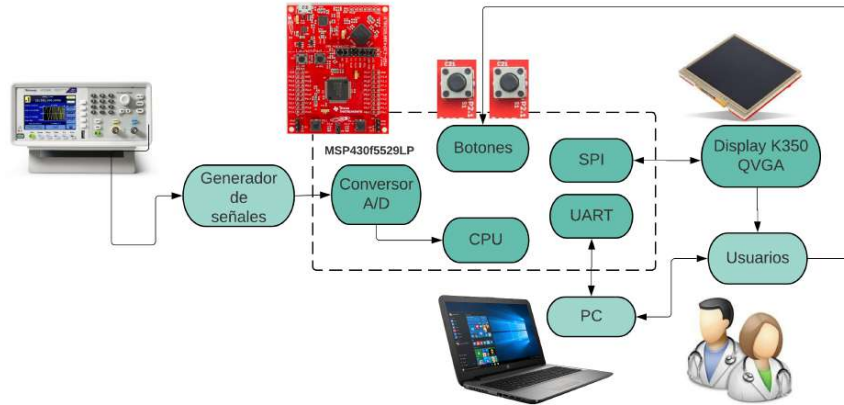 MSP430f5529LP
Botones
SPI
Display K350
QVGA
Generador
de
señales
Conversor
A/D
CPU
UART
Usuarios
PC